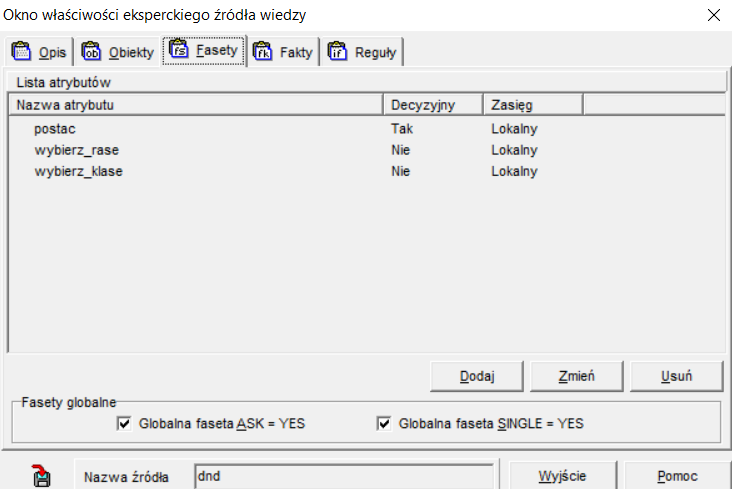 Okno właściwości eksperckiego źródła wiedzy
Opis Obiekty Fasety Fakty Reguły
Lista atrybutów
Nazwa atrybutu Decyzyjny Zasięg
postac Tak Lokalny
wybierz_rase Nie Lokalny
wybierz_klase Nie Lokalny
Dodaj Zmień Usuń
Fasety globalne
Globalna faseta ASK = YES Globalna faseta SINGLE = YES
Nazwa źródła dnd Wyjście Pomoc